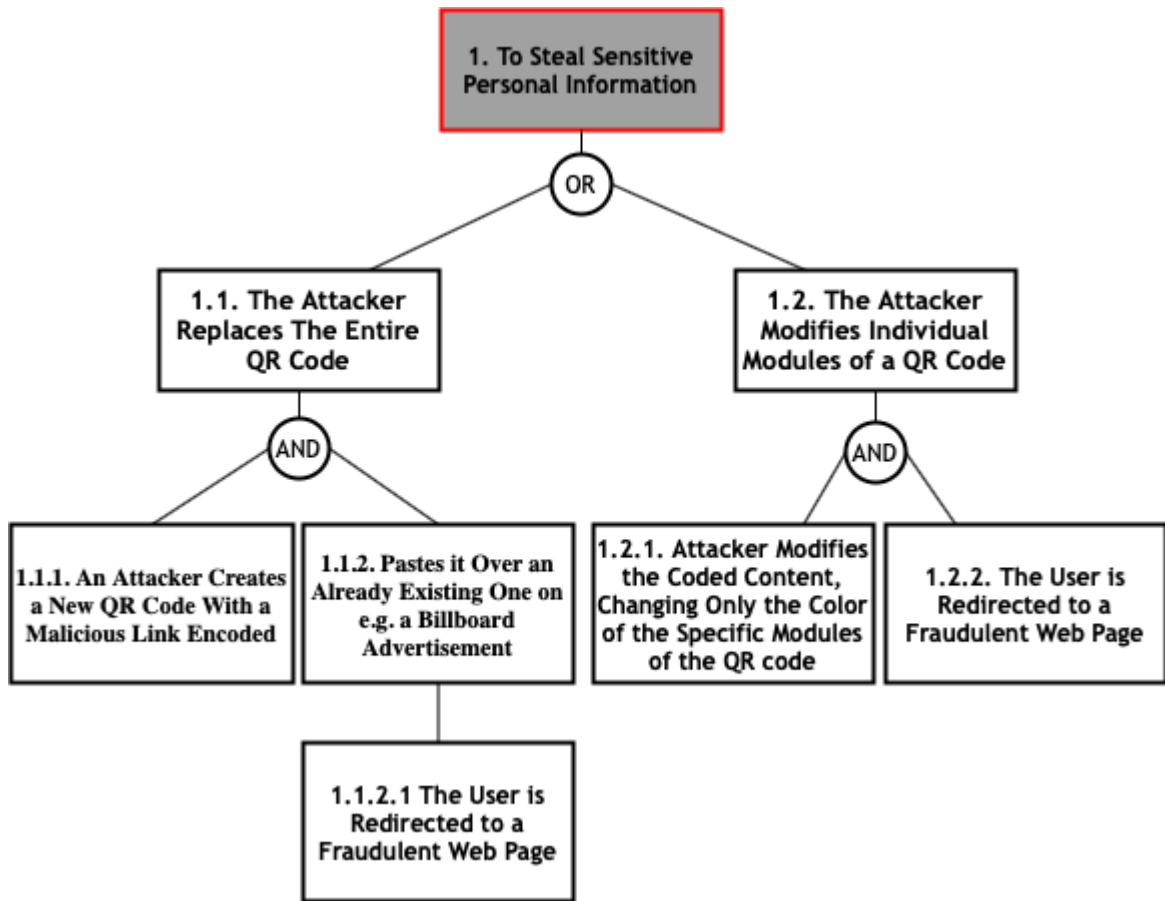 1. To Steal Sensitive
Personal Information
OR
1.1. The Attacker
Replaces The Entire
QR Code
1.2. The Attacker
Modifies Individual
Modules of a QR Code
AND
AND
1.1.1. An Attacker Creates
a New QR Code With a
Malicious Link Encoded
1.1.2. Pastes it Over an
Already Existing One on
e.g. a Billboard
Advertisement
1.2.1. Attacker Modifies
the Coded Content,
Changing Only the Color
of the Specific Modules
of the QR code
1.2.2. The User is
Redirected to a
Fraudulent Web Page
1.1.2.1 The User is
Redirected to a
Fraudulent Web Page